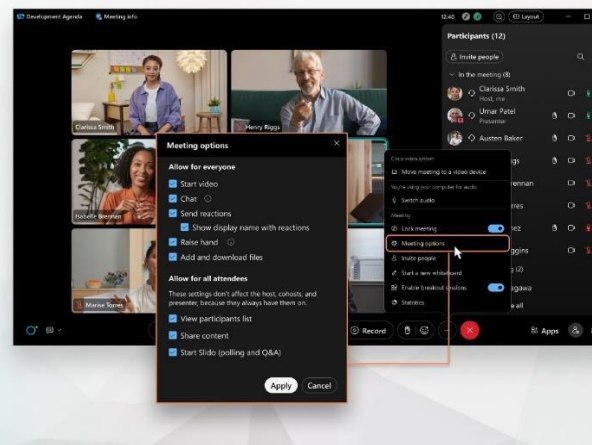 Development Agenda
Meeting info
12:40
Layout
Participants (12)
Invite people
In the meeting (8)
Clarissa Smith
Host, me
Umar Patel
Presenter
Austen Baker
Clarissa Smith
Henry Riggs
Isabelle Brennan
Marise Torres
Meeting options
Allow for everyone
Start video
Chat
Send reactions
Show display name with reactions
Raise hand
Add and download files
Allow for all attendees
These settings don't affect the host, cohosts, and
presenter, because they always have them on.
View participants list
Share content
Start Slido (polling and Q&A)
Apply
Cancel
Move meeting to a video device
You're using your computer for audio
Switch audio
Meeting
Lock meeting
Meeting options
Invite people
Start a new whiteboard
Enable breakout sessions
Statistics
Record
Apps